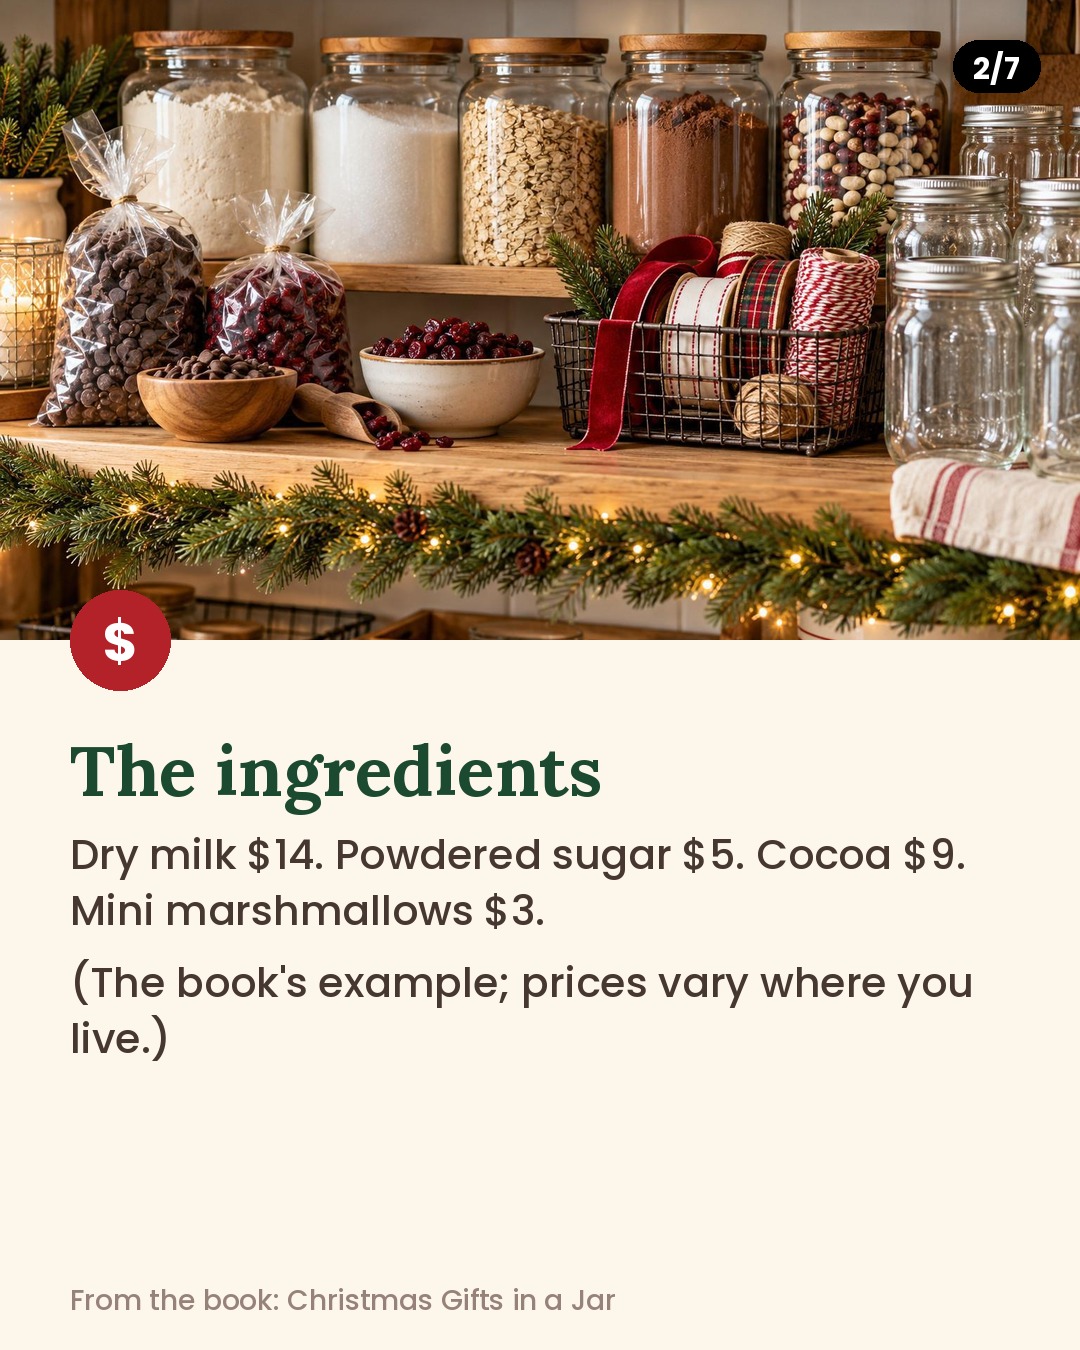 2/7
$
The ingredients
Dry milk $14. Powdered sugar $5. Cocoa $9.
Mini marshmallows $3.
(The book's example; prices vary where you
live.)
From the book: Christmas Gifts in a Jar